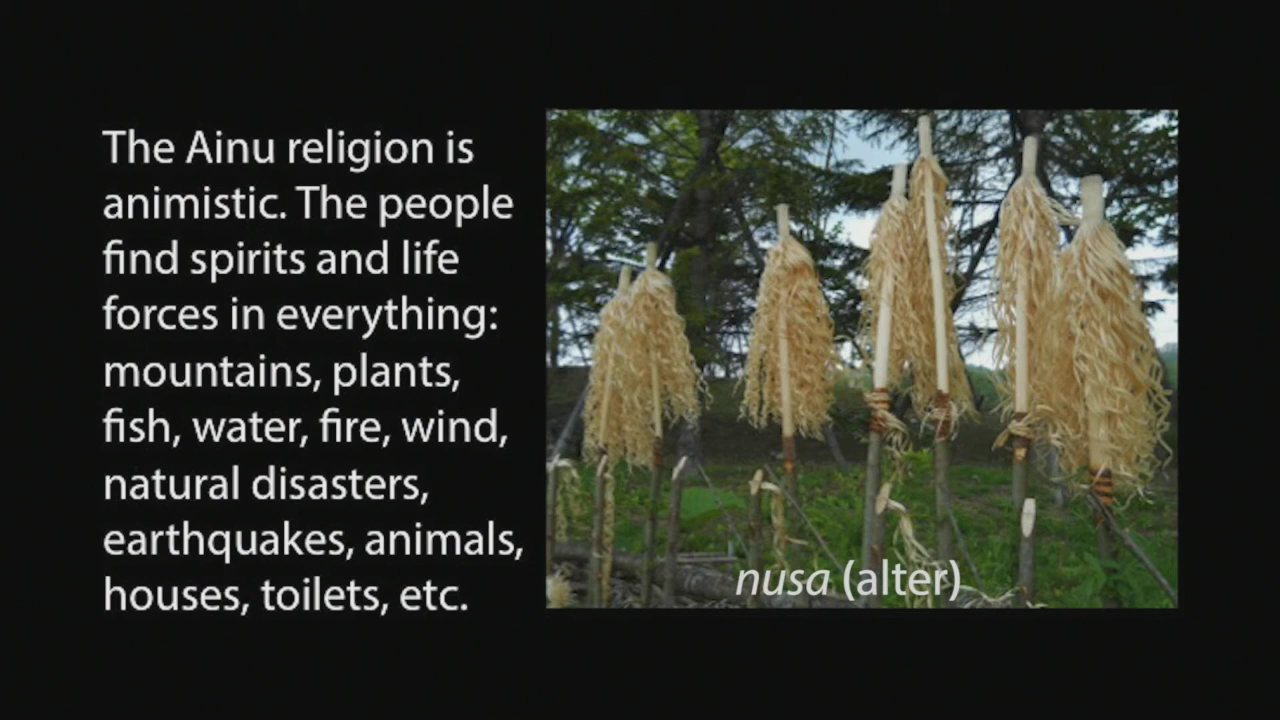 The Ainu religion is
animistic. The people
find spirits and life
forces in everything:
mountains, plants,
fish, water, fire, wind,
natural disasters,
earthquakes, animals,
houses, toilets, etc.
nusa (alter)